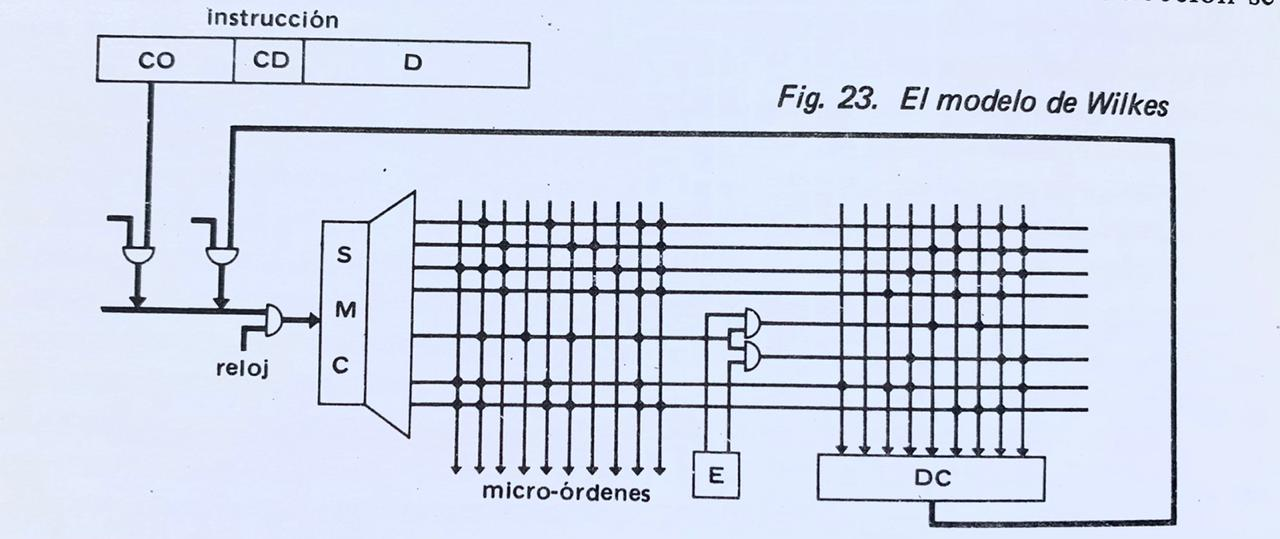 instrucción
CO CD D
Fig. 23. El modelo de Wilkes
S
M
C
reloj
micro-órdenes
E
DC